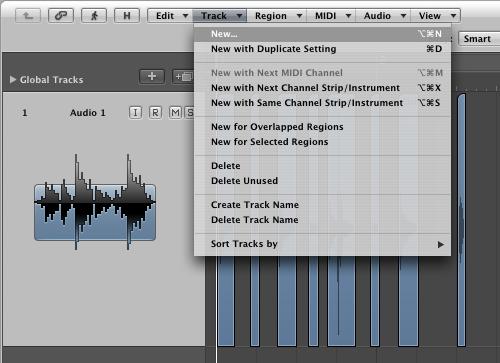 H Edit Track Region MIDI Audio View
New... ⌥⌘N
Smart
New with Duplicate Setting ⌘D
New with Next MIDI Channel ⌥⌘M
Global Tracks
New with Next Channel Strip/Instrument ⌥⌘X
New with Same Channel Strip/Instrument ⌥⌘S
1 Audio 1 I R M S
New for Overlapped Regions
New for Selected Regions
Delete
Delete Unused
Create Track Name
Delete Track Name
Sort Tracks by